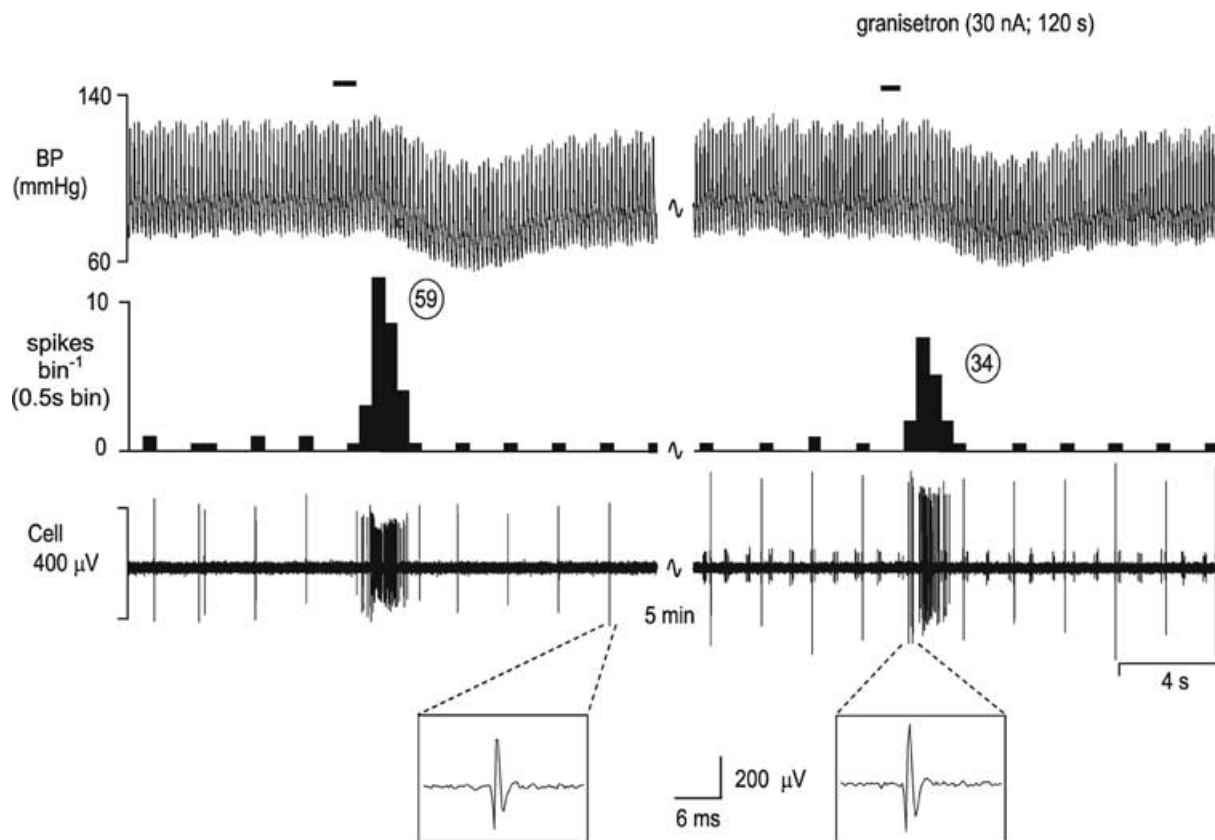 granisetron (30 nA; 120 s)
140
BP
(mmHg)
60
∿
10
59
spikes
bin⁻¹
(0.5s bin)
34
0
∿
Cell
400 μV
∿
5 min
4 s
200 μV
6 ms